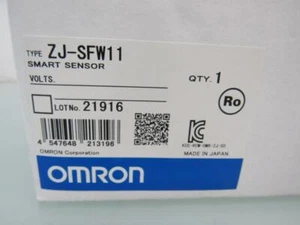 TYPE ZJ-SFW11
SMART SENSOR
VOLTS.
QTY. 1
Ro
LOT No. 21916
4 547648 213196
OMRON Corporation
MADE IN JAPAN
OMRON